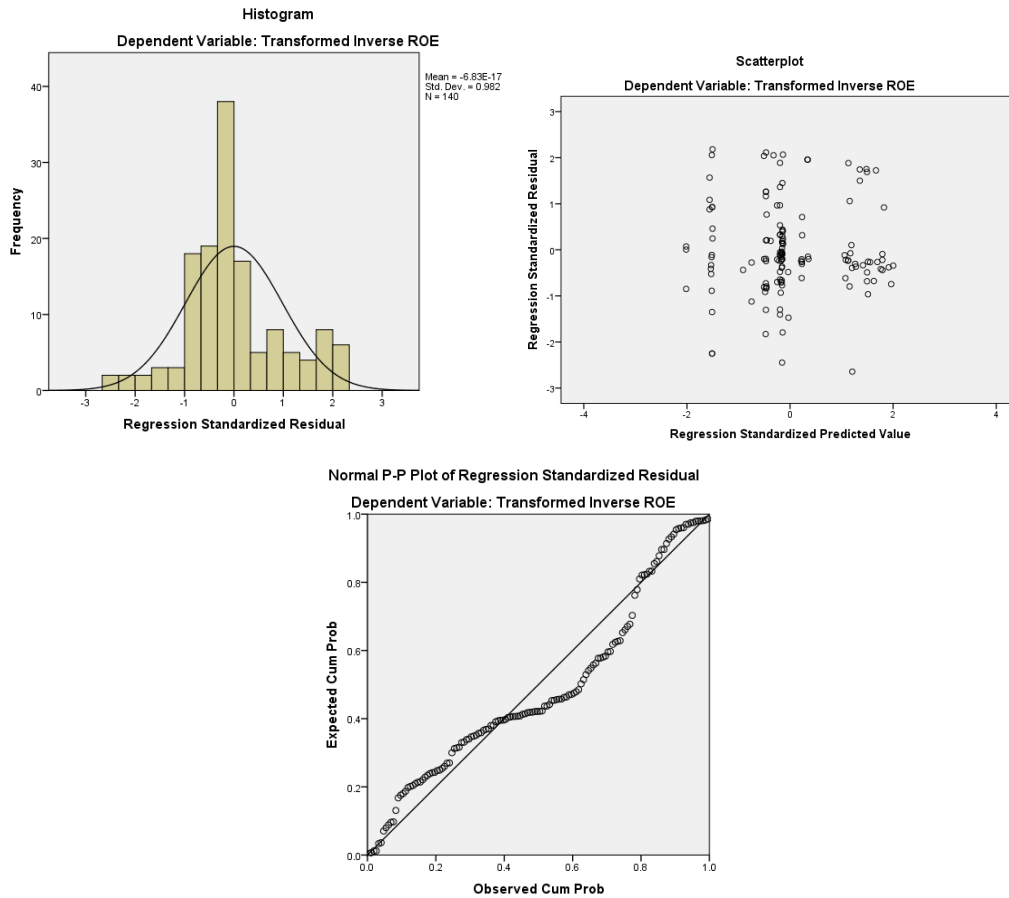 Histogram
Dependent Variable: Transformed Inverse ROE
Mean = -6.83E-17
Std. Dev. = 0.982
N = 140
Frequency
40
30
20
10
0
-3 -2 -1 0 1 2 3
Regression Standardized Residual
Scatterplot
Dependent Variable: Transformed Inverse ROE
Regression Standardized Residual
3
2
1
0
-1
-2
-3
-4 -2 0 2 4
Regression Standardized Predicted Value
Normal P-P Plot of Regression Standardized Residual
Dependent Variable: Transformed Inverse ROE
Expected Cum Prob
1.0
0.8
0.6
0.4
0.2
0.0
0.0 0.2 0.4 0.6 0.8 1.0
Observed Cum Prob